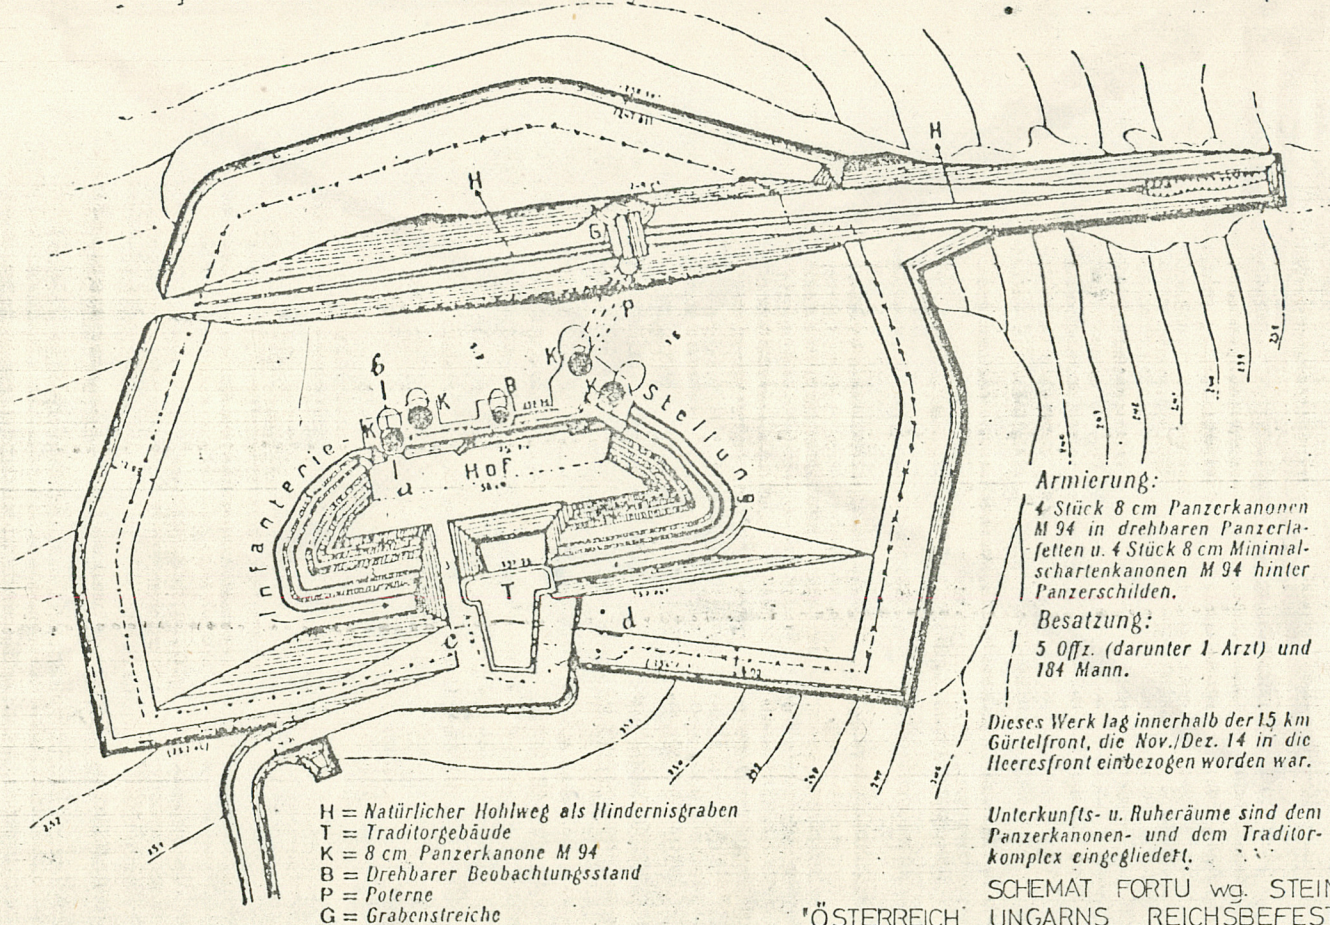 H
H
G
P
K
6
K
B
K
K
Infanterie-
Stellung
Hof
a
T
c
d
Armierung:
4 Stück 8 cm Panzerkanonen
M 94 in drehbaren Panzerla-
fetten u. 4 Stück 8 cm Minimal-
schartenkanonen M 94 hinter
Panzerschilden.
Besatzung:
5 Offz. (darunter 1 Arzt) und
184 Mann.
Dieses Werk lag innerhalb der 15 km
Gürtelfront, die Nov./Dez. 14 in die
Heeresfront einbezogen worden war.
Unterkunfts- u. Ruheräume sind dem
Panzerkanonen- und dem Traditor-
komplex eingegliedert.
H = Natürlicher Hohlweg als Hindernisgraben
T = Traditorgebäude
K = 8 cm Panzerkanone M 94
B = Drehbarer Beobachtungsstand
P = Poterne
G = Grabenstreiche
SCHEMAT FORTU wg. STEIN
"ÖSTERREICH UNGARNS REICHSBEFEST